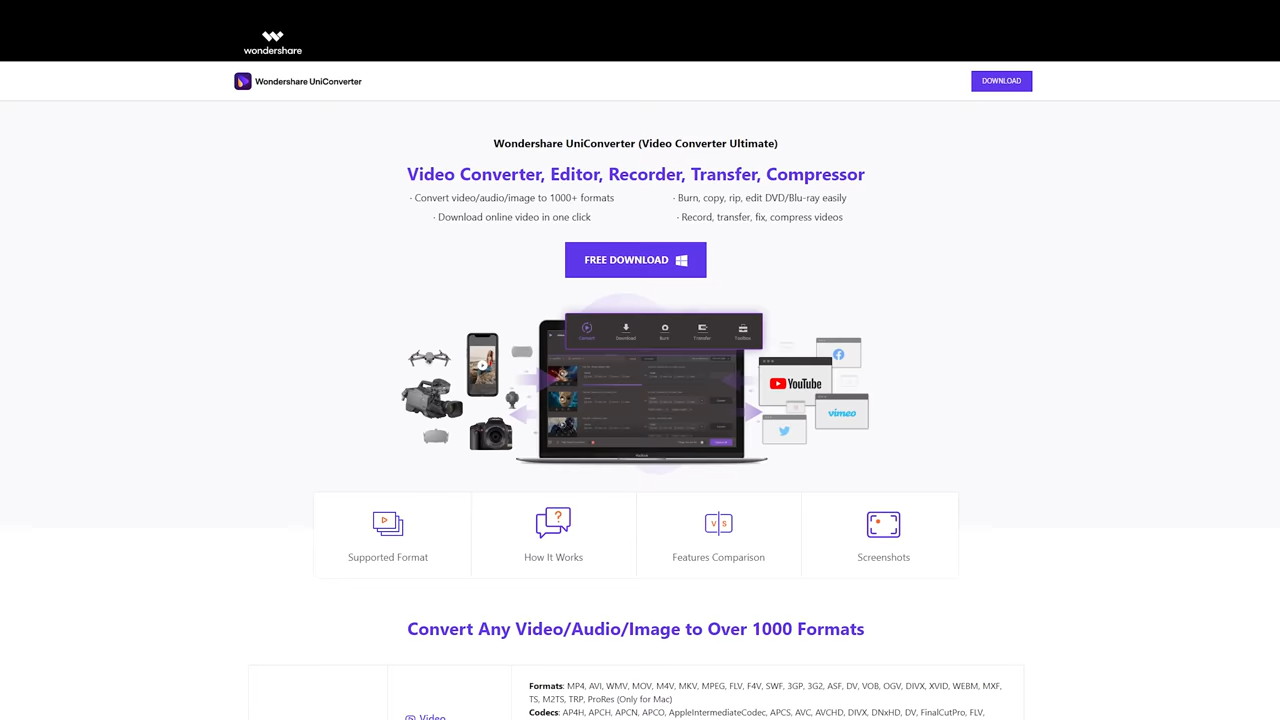 wondershare
Wondershare UniConverter
DOWNLOAD
Wondershare UniConverter (Video Converter Ultimate)
Video Converter, Editor, Recorder, Transfer, Compressor
· Convert video/audio/image to 1000+ formats
· Burn, copy, rip, edit DVD/Blu-ray easily
· Download online video in one click
· Record, transfer, fix, compress videos
FREE DOWNLOAD
Convert Download Burn Transfer Toolbox
YouTube
vimeo
Supported Format
How It Works
V S
Features Comparison
Screenshots
Convert Any Video/Audio/Image to Over 1000 Formats
Video
Formats: MP4, AVI, WMV, MOV, M4V, MKV, MPEG, FLV, F4V, SWF, 3GP, 3G2, ASF, DV, VOB, OGV, DIVX, XVID, WEBM, MXF,
TS, M2TS, TRP, ProRes (Only for Mac)
Codecs: AP4H, APCH, APCN, APCO, AppleIntermediateCodec, APCS, AVC, AVCHD, DIVX, DNxHD, DV, FinalCutPro, FLV,